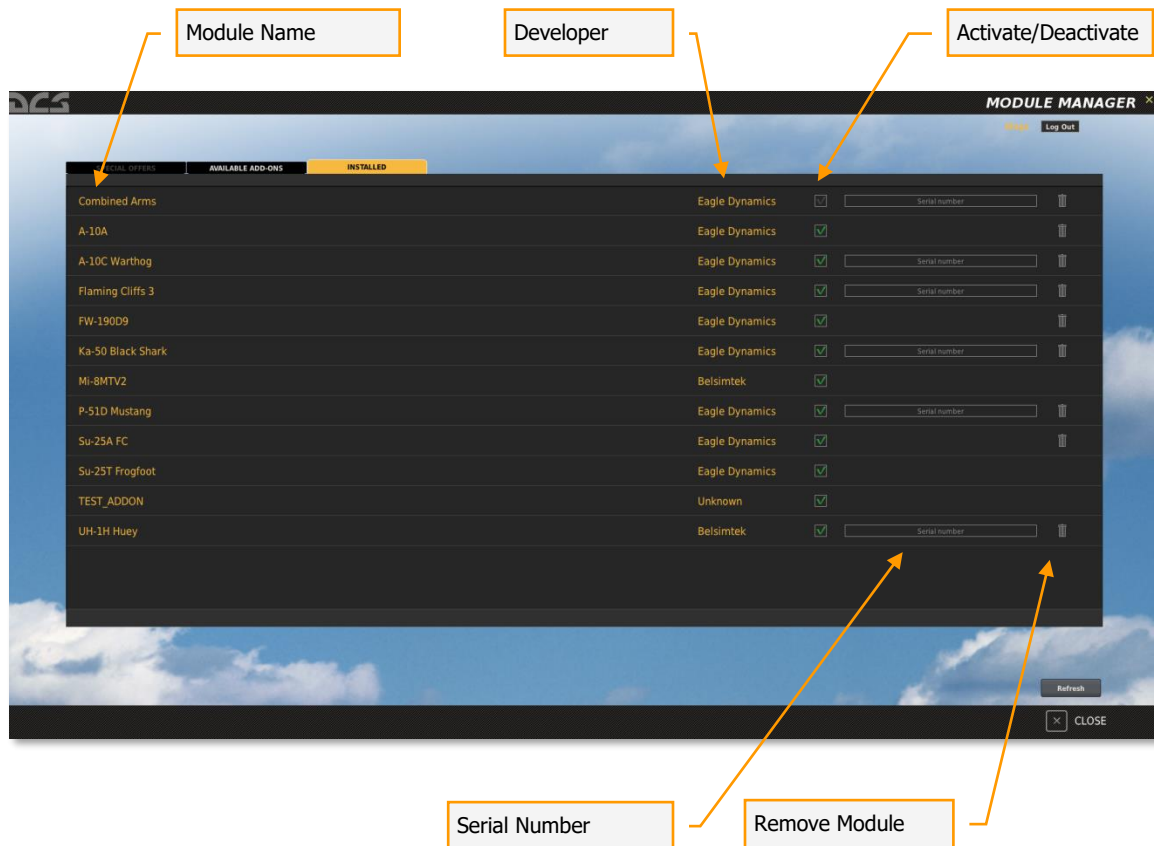 Module Name
Developer
Activate/Deactivate
DCS
MODULE MANAGER ×
Log Out
SPECIAL OFFERS
AVAILABLE ADD-ONS
INSTALLED
Combined Arms Eagle Dynamics Serial number
A-10A Eagle Dynamics
A-10C Warthog Eagle Dynamics Serial number
Flaming Cliffs 3 Eagle Dynamics Serial number
FW-190D9 Eagle Dynamics
Ka-50 Black Shark Eagle Dynamics Serial number
Mi-8MTV2 Belsimtek
P-51D Mustang Eagle Dynamics Serial number
Su-25A FC Eagle Dynamics
Su-25T Frogfoot Eagle Dynamics
TEST_ADDON Unknown
UH-1H Huey Belsimtek Serial number
Refresh
× CLOSE
Serial Number
Remove Module